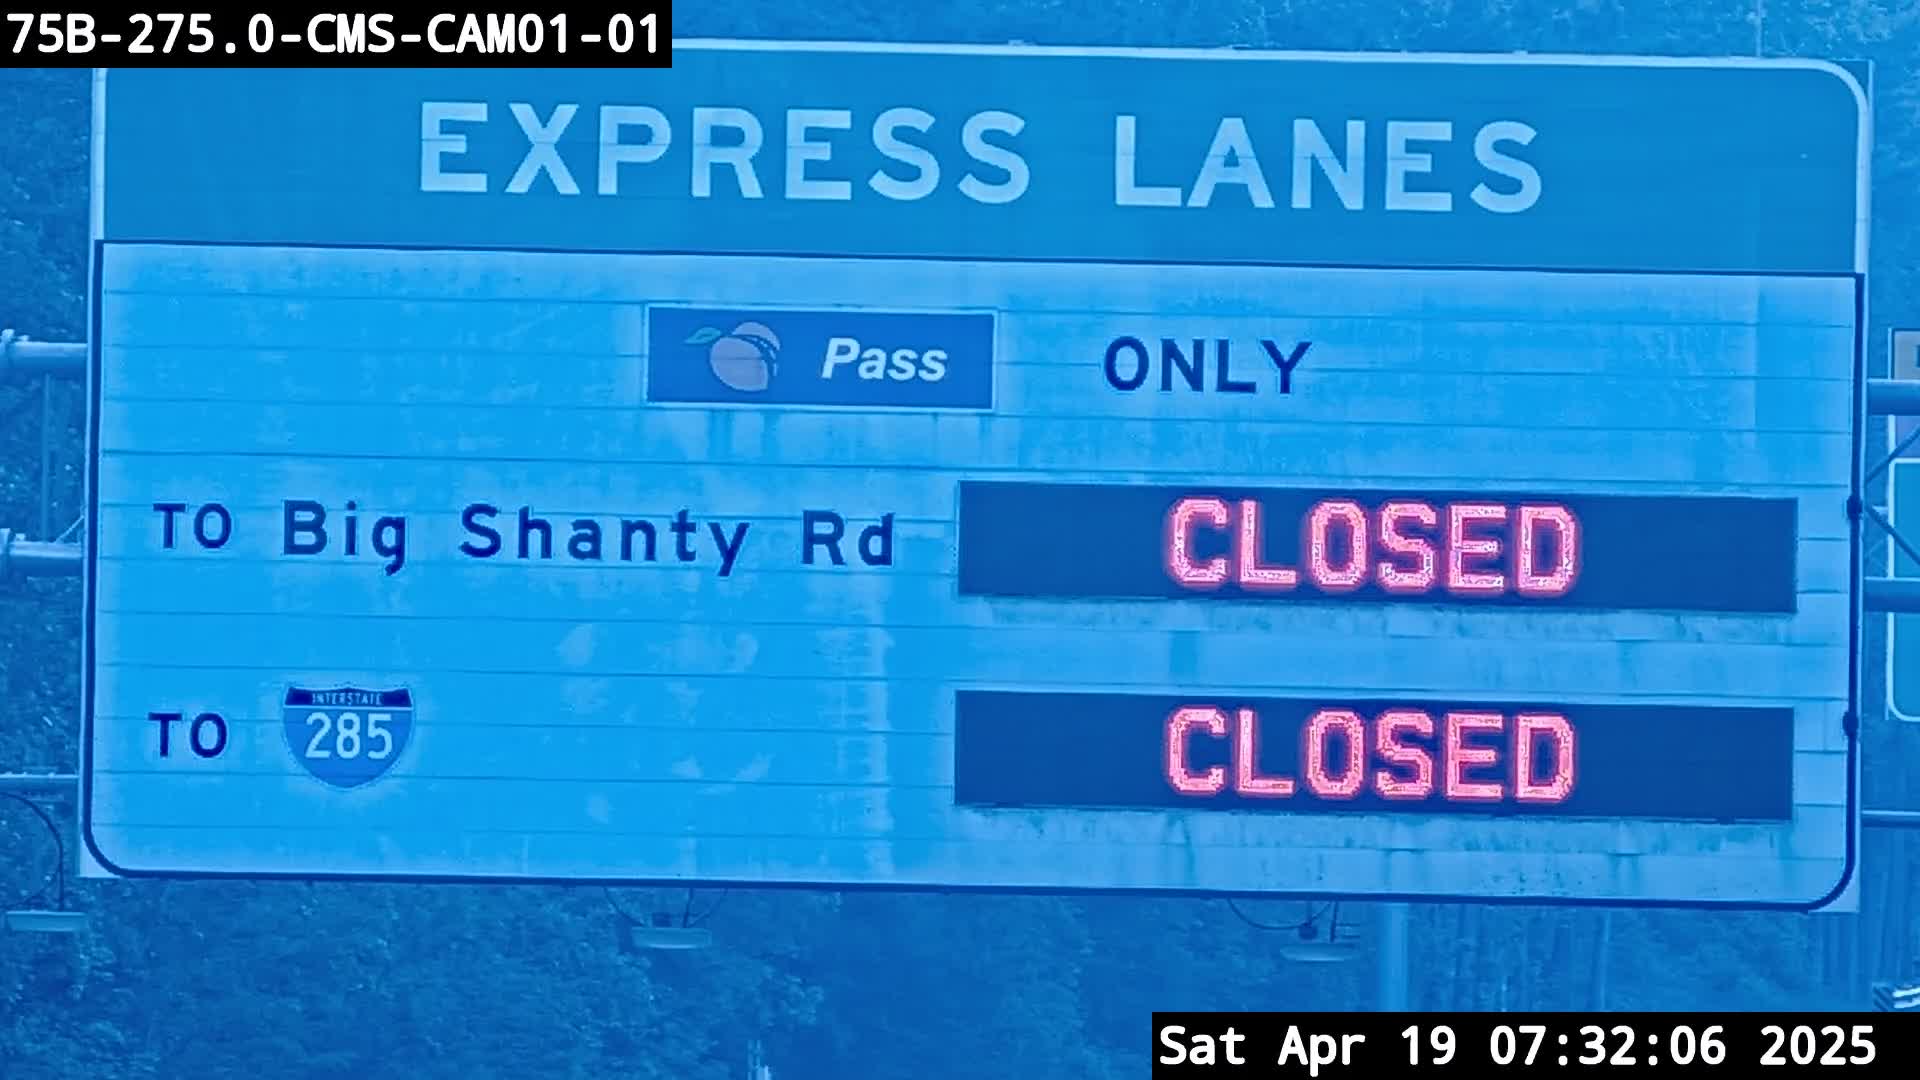 75B-275.0-CMS-CAM01-01
EXPRESS LANES
Pass ONLY
TO Big Shanty Rd CLOSED
TO INTERSTATE 285 CLOSED
Sat Apr 19 07:32:06 2025